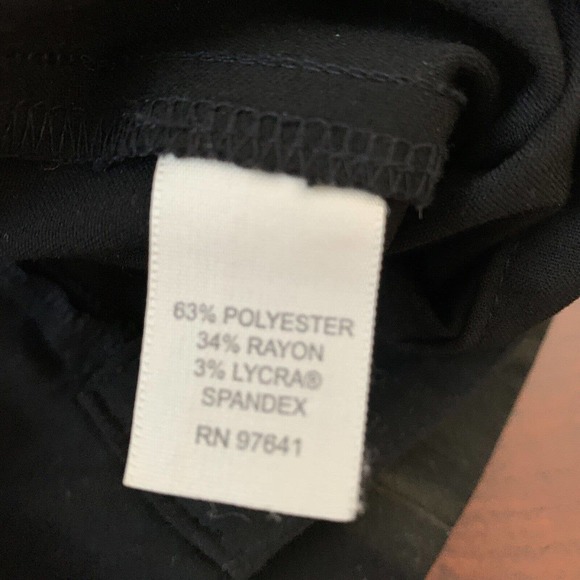 63% POLYESTER
34% RAYON
3% LYCRA®
SPANDEX
RN 97641